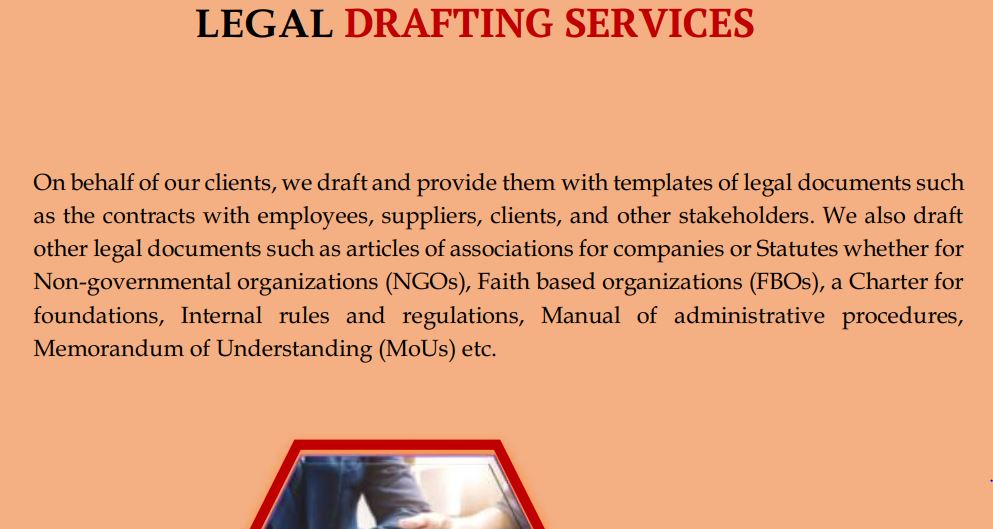 LEGAL DRAFTING SERVICES
On behalf of our clients, we draft and provide them with templates of legal documents such
as the contracts with employees, suppliers, clients, and other stakeholders. We also draft
other legal documents such as articles of associations for companies or Statutes whether for
Non-governmental organizations (NGOs), Faith based organizations (FBOs), a Charter for
foundations, Internal rules and regulations, Manual of administrative procedures,
Memorandum of Understanding (MoUs) etc.